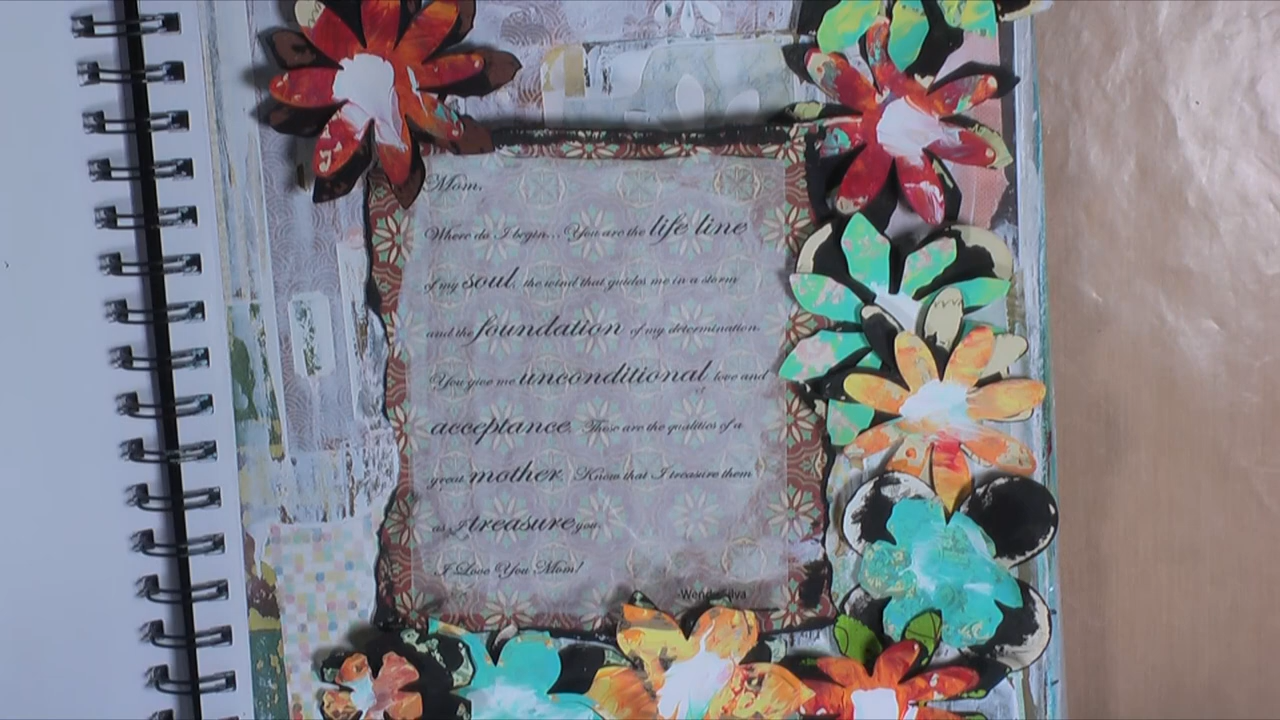 Mom,
Where do I begin... You are the life line
of my soul, the wind that guides me in a storm
and the foundation of my determination.
You give me unconditional love and
acceptance. These are the qualities of a
great mother. Know that I treasure them
as I treasure you.
I Love You Mom!